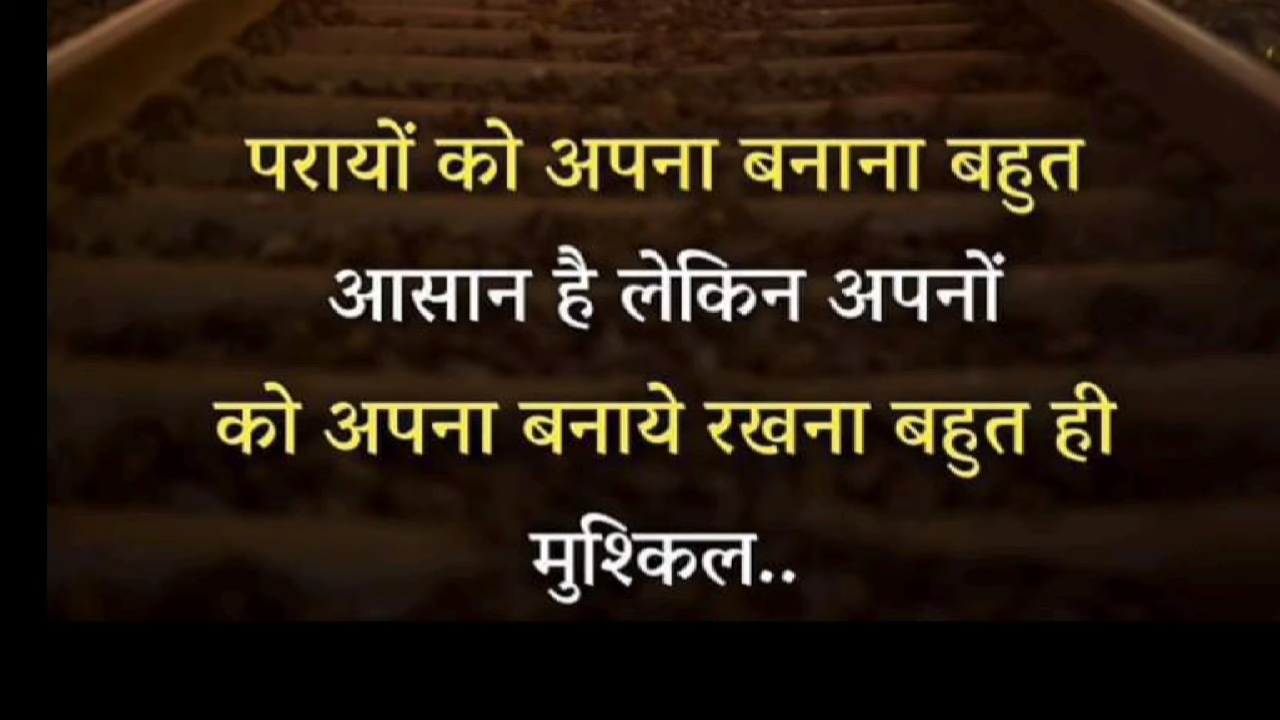 परायों को अपना बनाना बहुत
आसान है लेकिन अपनों
को अपना बनाये रखना बहुत ही
मुश्किल..